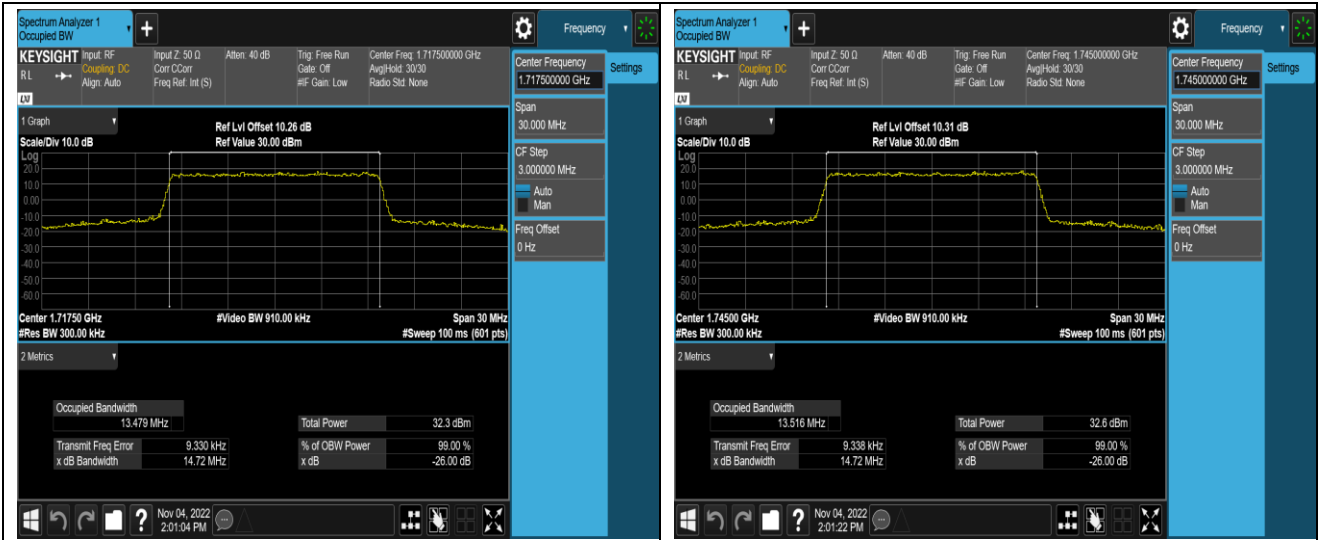 Spectrum Analyzer 1
Occupied BW
Frequency
KEYSIGHT
R L
LXI
Input: RF
Coupling: DC
Align: Auto
Input Z: 50 Ω
Corr CCorr
Freq Ref: Int (S)
Atten: 40 dB
Trig: Free Run
Gate: Off
#IF Gain: Low
Center Freq: 1.717500000 GHz
Avg|Hold: 30/30
Radio Std: None
Center Frequency
1.717500000 GHz
Settings
Span
30.000 MHz
CF Step
3.000000 MHz
Auto
Man
Freq Offset
0 Hz
1 Graph
Scale/Div 10.0 dB
Ref Lvl Offset 10.26 dB
Ref Value 30.00 dBm
Log
20.0
10.0
0.00
-10.0
-20.0
-30.0
-40.0
-50.0
-60.0
Center 1.71750 GHz
#Video BW 910.00 kHz
Span 30 MHz
#Res BW 300.00 kHz
#Sweep 100 ms (601 pts)
2 Metrics
Occupied Bandwidth
13.479 MHz
Total Power 32.3 dBm
Transmit Freq Error 9.330 kHz
% of OBW Power 99.00 %
x dB Bandwidth 14.72 MHz
x dB -26.00 dB
?
Nov 04, 2022
2:01:04 PM
Spectrum Analyzer 1
Occupied BW
Frequency
KEYSIGHT
R L
LXI
Input: RF
Coupling: DC
Align: Auto
Input Z: 50 Ω
Corr CCorr
Freq Ref: Int (S)
Atten: 40 dB
Trig: Free Run
Gate: Off
#IF Gain: Low
Center Freq: 1.745000000 GHz
Avg|Hold: 30/30
Radio Std: None
Center Frequency
1.745000000 GHz
Settings
Span
30.000 MHz
CF Step
3.000000 MHz
Auto
Man
Freq Offset
0 Hz
1 Graph
Scale/Div 10.0 dB
Ref Lvl Offset 10.31 dB
Ref Value 30.00 dBm
Log
20.0
10.0
0.00
-10.0
-20.0
-30.0
-40.0
-50.0
-60.0
Center 1.74500 GHz
#Video BW 910.00 kHz
Span 30 MHz
#Res BW 300.00 kHz
#Sweep 100 ms (601 pts)
2 Metrics
Occupied Bandwidth
13.516 MHz
Total Power 32.6 dBm
Transmit Freq Error 9.338 kHz
% of OBW Power 99.00 %
x dB Bandwidth 14.72 MHz
x dB -26.00 dB
?
Nov 04, 2022
2:01:22 PM